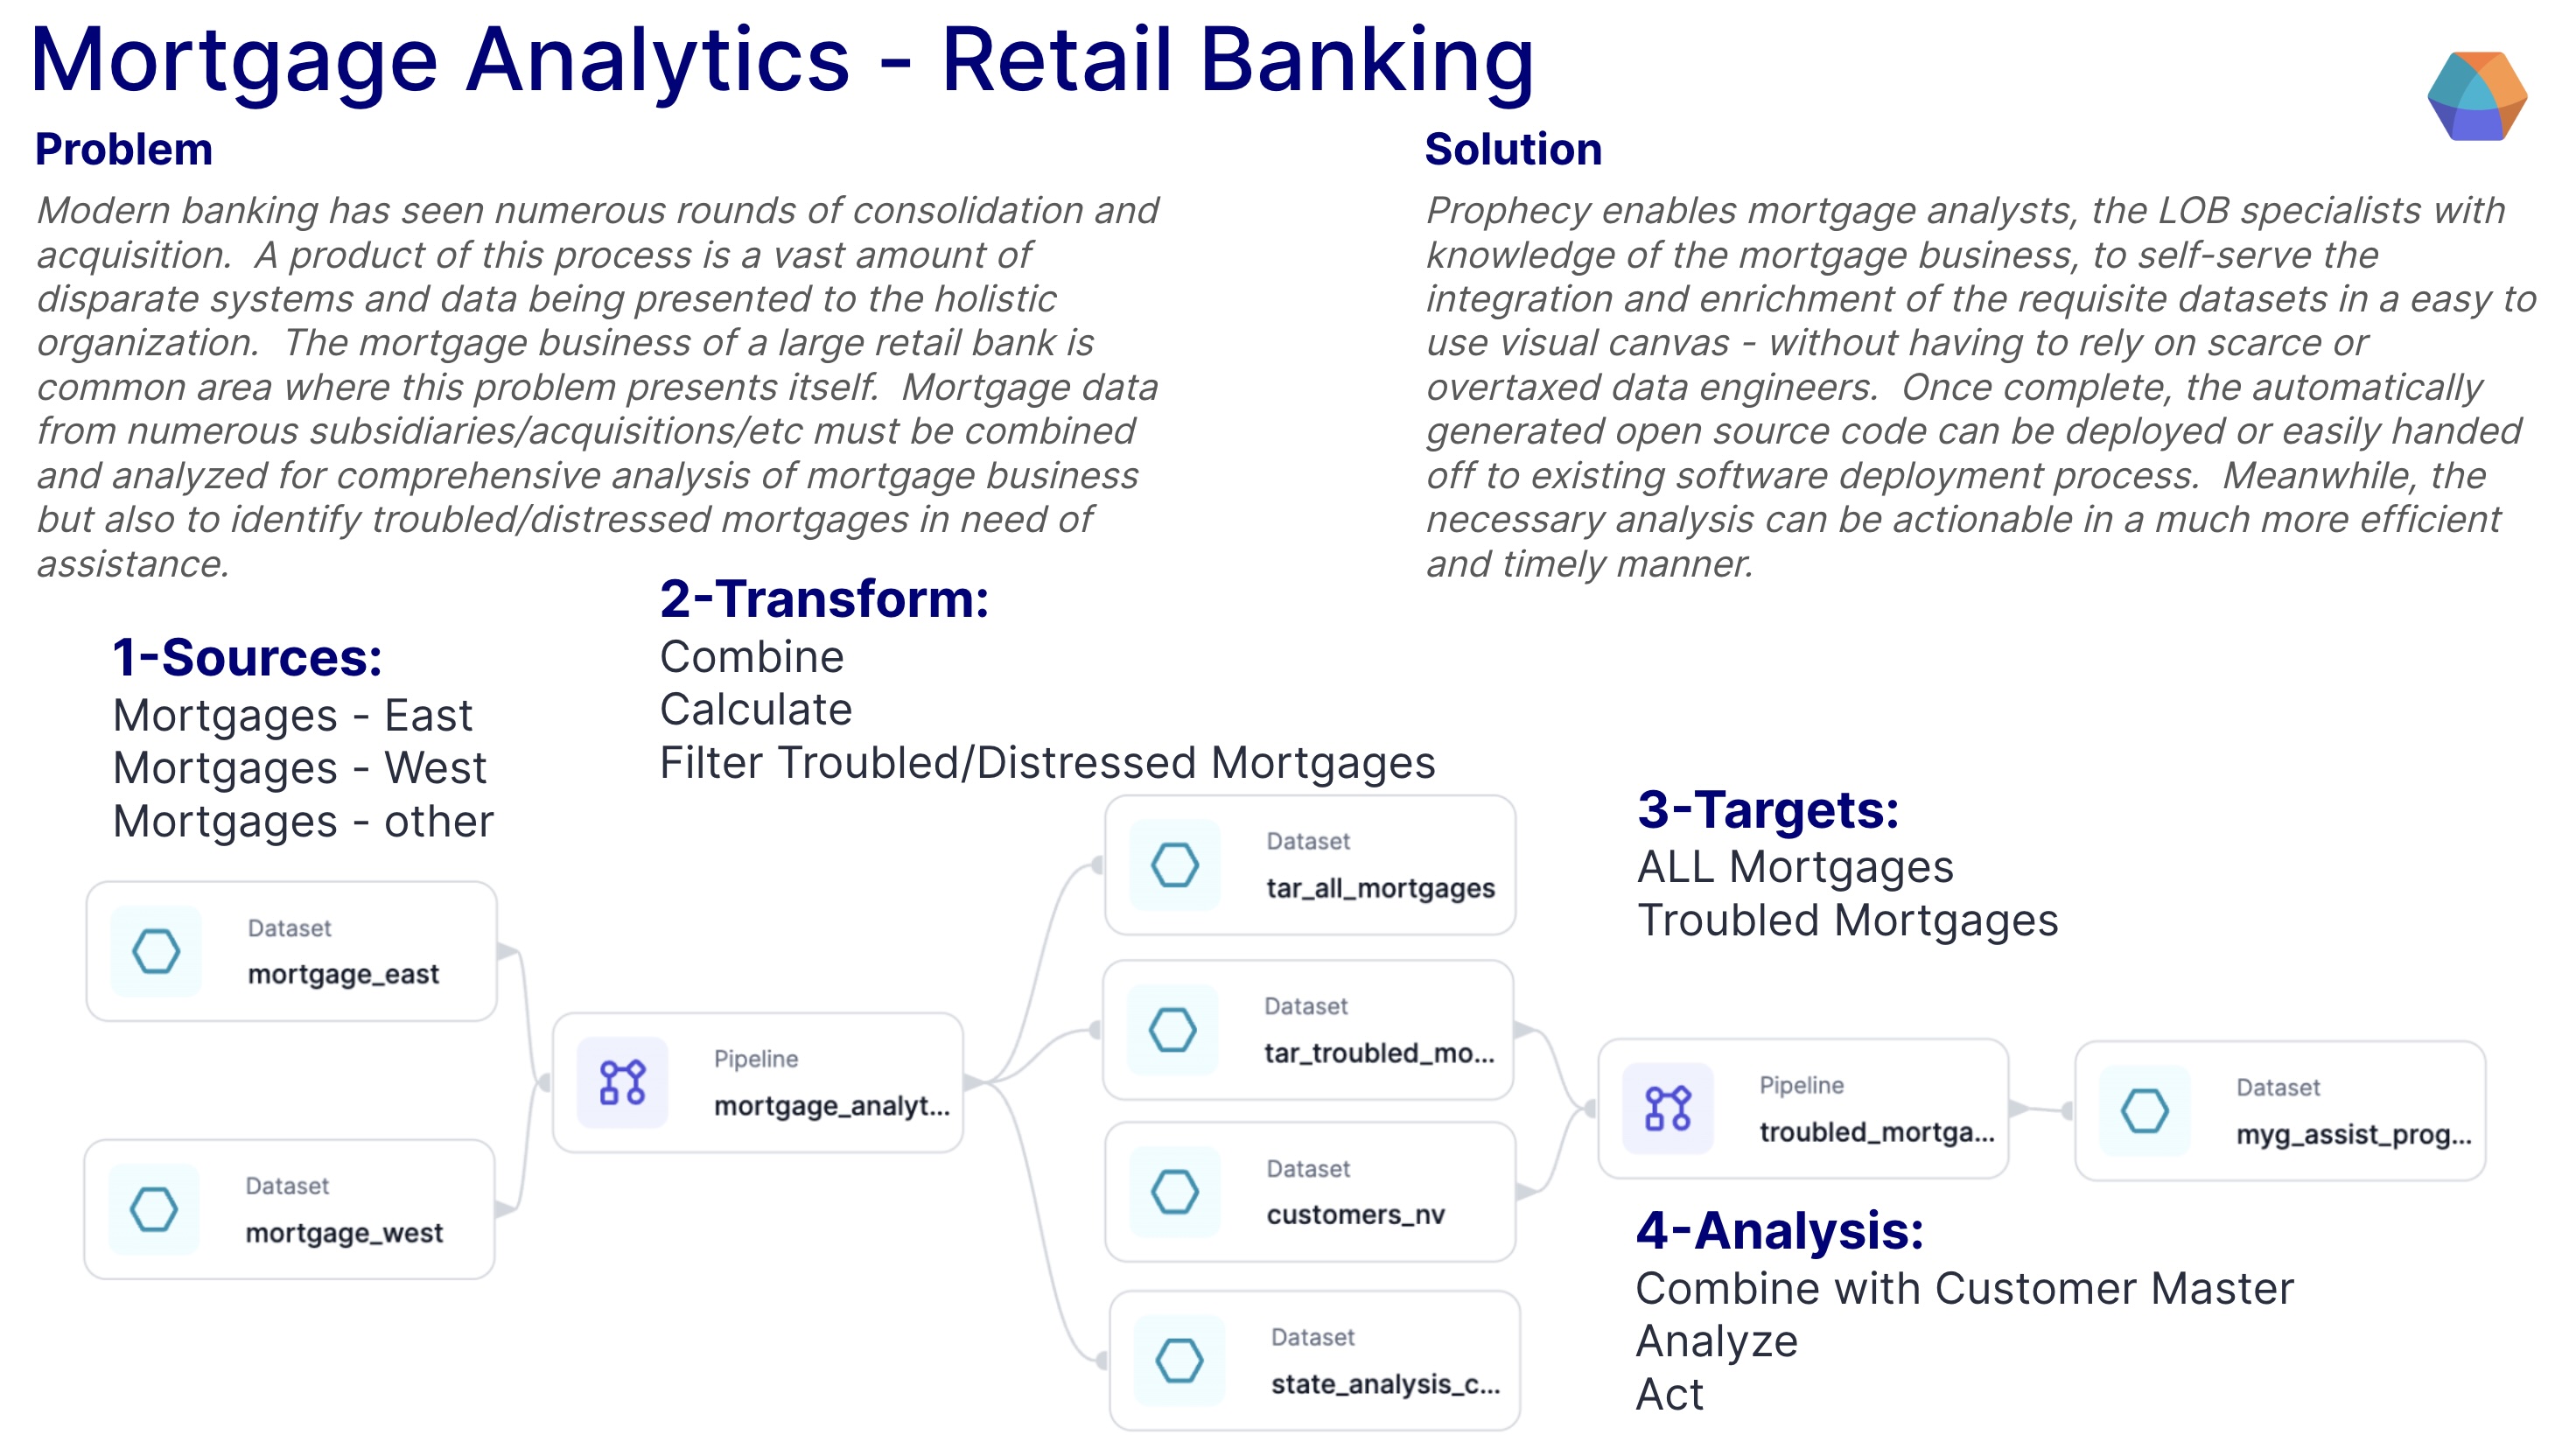 Mortgage Analytics - Retail Banking
Problem
Modern banking has seen numerous rounds of consolidation and
acquisition.  A product of this process is a vast amount of
disparate systems and data being presented to the holistic
organization.  The mortgage business of a large retail bank is
common area where this problem presents itself.  Mortgage data
from numerous subsidiaries/acquisitions/etc must be combined
and analyzed for comprehensive analysis of mortgage business
but also to identify troubled/distressed mortgages in need of
assistance.
Solution
Prophecy enables mortgage analysts, the LOB specialists with
knowledge of the mortgage business, to self-serve the
integration and enrichment of the requisite datasets in a easy to
use visual canvas - without having to rely on scarce or
overtaxed data engineers.  Once complete, the automatically
generated open source code can be deployed or easily handed
off to existing software deployment process.  Meanwhile, the
necessary analysis can be actionable in a much more efficient
and timely manner.
1-Sources:
Mortgages - East
Mortgages - West
Mortgages - other
2-Transform:
Combine
Calculate
Filter Troubled/Distressed Mortgages
3-Targets:
ALL Mortgages
Troubled Mortgages
Dataset
mortgage_east
Dataset
mortgage_west
Pipeline
mortgage_analyt...
Dataset
tar_all_mortgages
Dataset
tar_troubled_mo...
Dataset
customers_nv
Dataset
state_analysis_c...
Pipeline
troubled_mortga...
Dataset
myg_assist_prog...
4-Analysis:
Combine with Customer Master
Analyze
Act